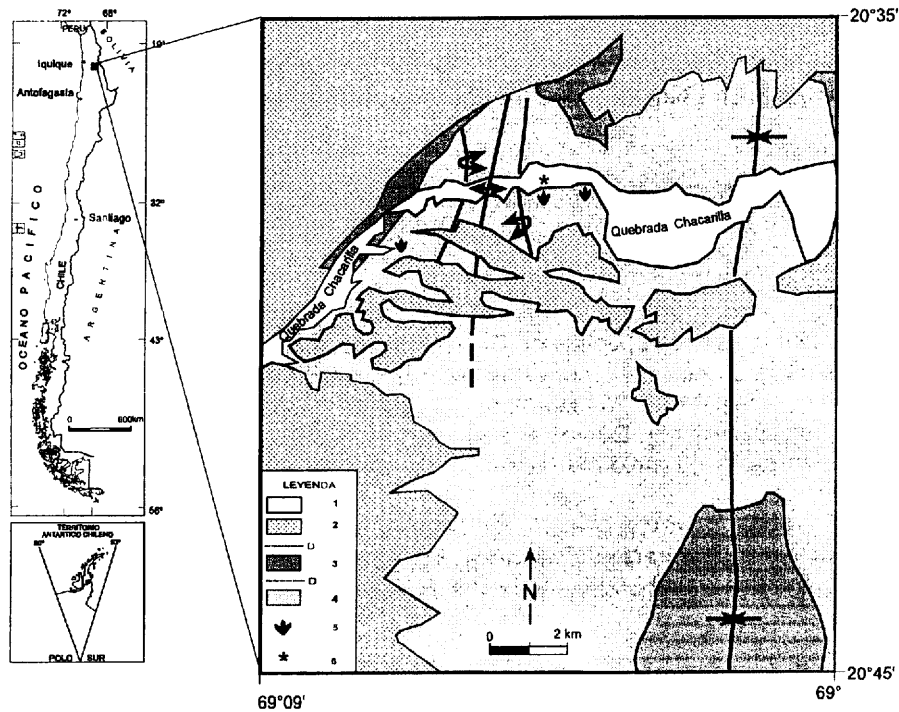 72° 68°
PERU
BOLIVIA
19°
Iquique
Antofagasta
OCEANO PACIFICO
32°
Santiago
CHILE
ARGENTINA
43°
0 600km
56°
TERRITORIO
ANTARTICO CHILENO
POLO SUR
20°35'
Quebrada Chacarilla
Quebrada Chacarilla
LEYENDA
1
2
D
3
D
4
5
6
N
0 2 km
20°45'
69°09'
69°